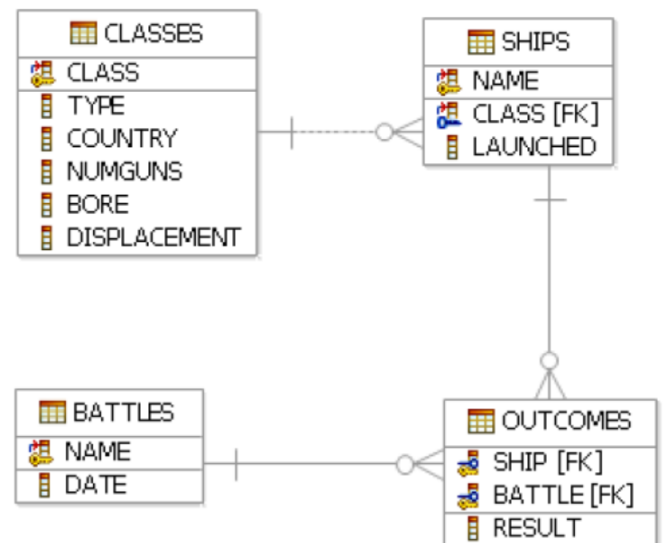 CLASSES
CLASS
TYPE
COUNTRY
NUMGUNS
BORE
DISPLACEMENT
SHIPS
NAME
CLASS [FK]
LAUNCHED
BATTLES
NAME
DATE
OUTCOMES
SHIP [FK]
BATTLE [FK]
RESULT